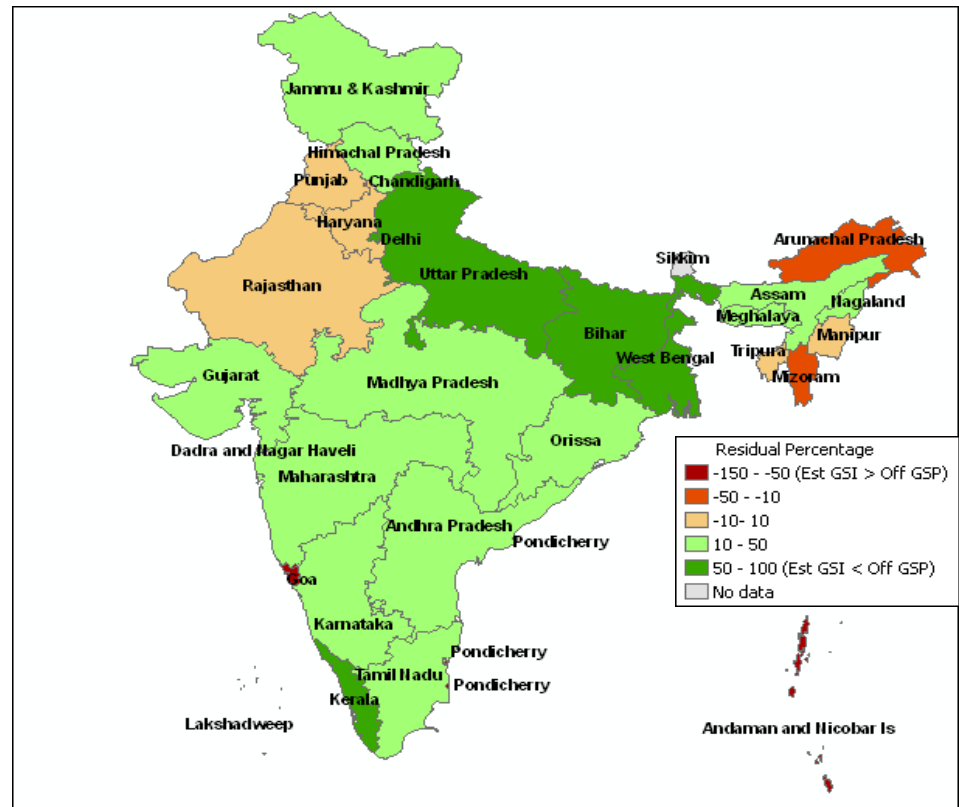 Jammu & Kashmir
Himachal Pradesh
Punjab
Chandigarh
Haryana
Delhi
Arunachal Pradesh
Sikkim
Uttar Pradesh
Rajasthan
Assam
Nagaland
Meghalaya
Bihar
Manipur
West Bengal
Tripura
Mizoram
Gujarat
Madhya Pradesh
Orissa
Dadra and Nagar Haveli
Maharashtra
Andhra Pradesh
Pondicherry
Goa
Karnataka
Pondicherry
Tamil Nadu
Pondicherry
Kerala
Lakshadweep
Andaman and Nicobar Is
Residual Percentage
-150 - -50 (Est GSI > Off GSP)
-50 - -10
-10- 10
10 - 50
50 - 100 (Est GSI < Off GSP)
No data